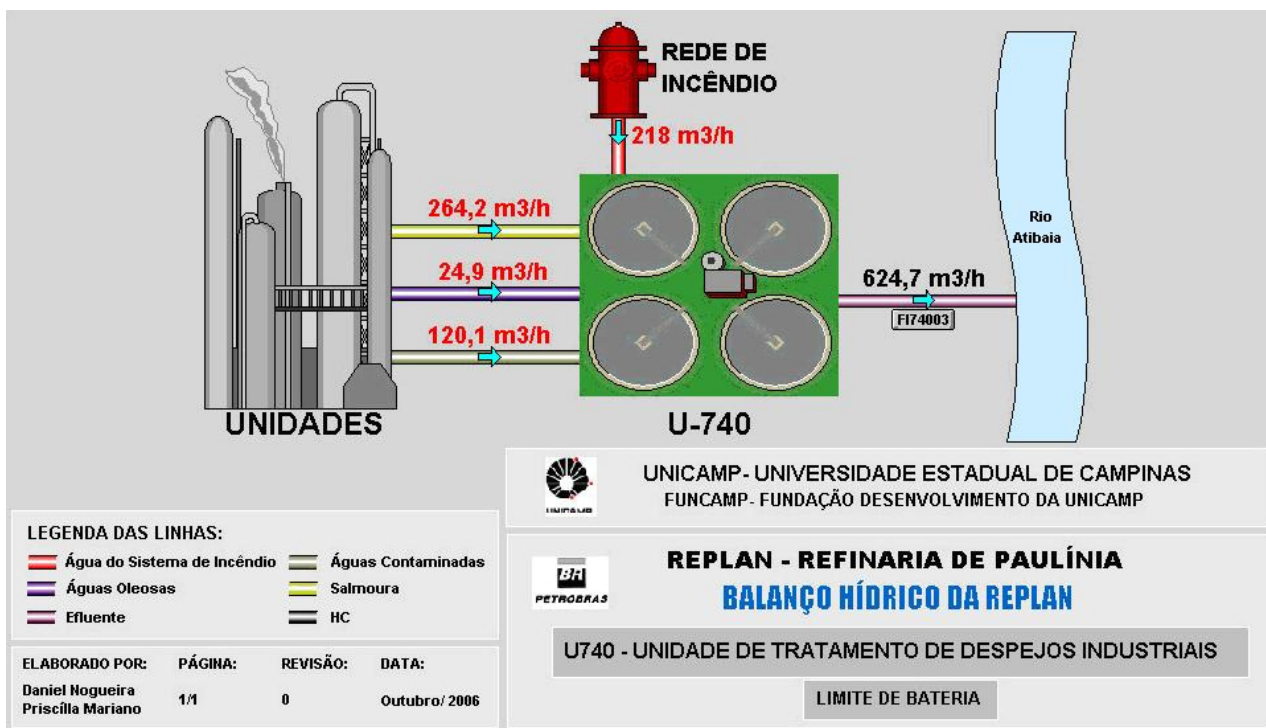 REDE DE
INCÊNDIO
218 m3/h
264,2 m3/h
24,9 m3/h
120,1 m3/h
624,7 m3/h
FI74003
Rio
Atibaia
UNIDADES
U-740
UNICAMP
UNICAMP- UNIVERSIDADE ESTADUAL DE CAMPINAS
FUNCAMP- FUNDAÇÃO DESENVOLVIMENTO DA UNICAMP
LEGENDA DAS LINHAS:
Água do Sistema de Incêndio
Águas Contaminadas
Águas Oleosas
Salmoura
Efluente
HC
BR
PETROBRAS
REPLAN - REFINARIA DE PAULÍNIA
BALANÇO HÍDRICO DA REPLAN
U740 - UNIDADE DE TRATAMENTO DE DESPEJOS INDUSTRIAIS
LIMITE DE BATERIA
ELABORADO POR:
Daniel Nogueira
Priscílla Mariano
PÁGINA:
1/1
REVISÃO:
0
DATA:
Outubro/ 2006